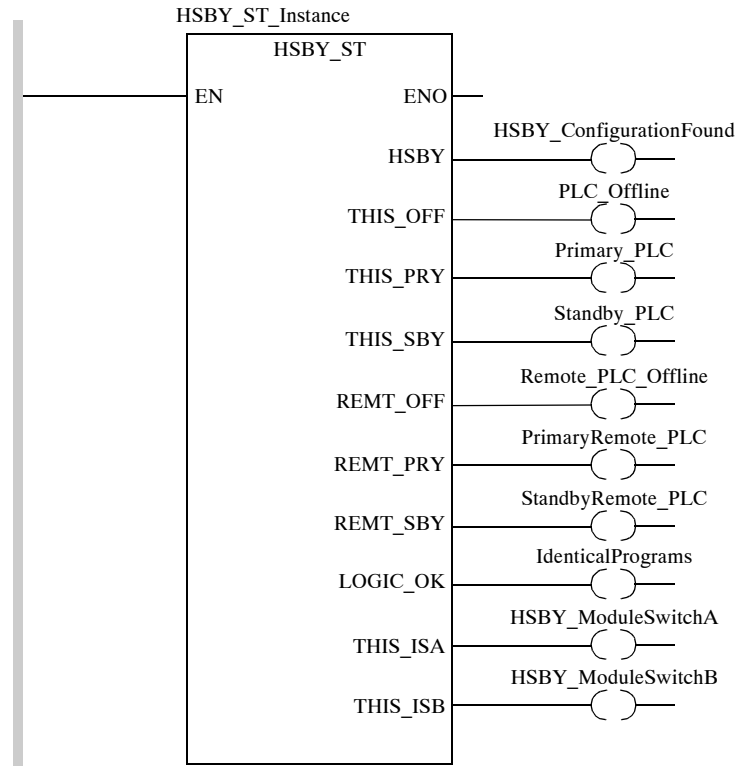 HSBY_ST_Instance
HSBY_ST
EN ENO
HSBY_ConfigurationFound
HSBY
PLC_Offline
THIS_OFF
Primary_PLC
THIS_PRY
Standby_PLC
THIS_SBY
Remote_PLC_Offline
REMT_OFF
PrimaryRemote_PLC
REMT_PRY
StandbyRemote_PLC
REMT_SBY
IdenticalPrograms
LOGIC_OK
HSBY_ModuleSwitchA
THIS_ISA
HSBY_ModuleSwitchB
THIS_ISB